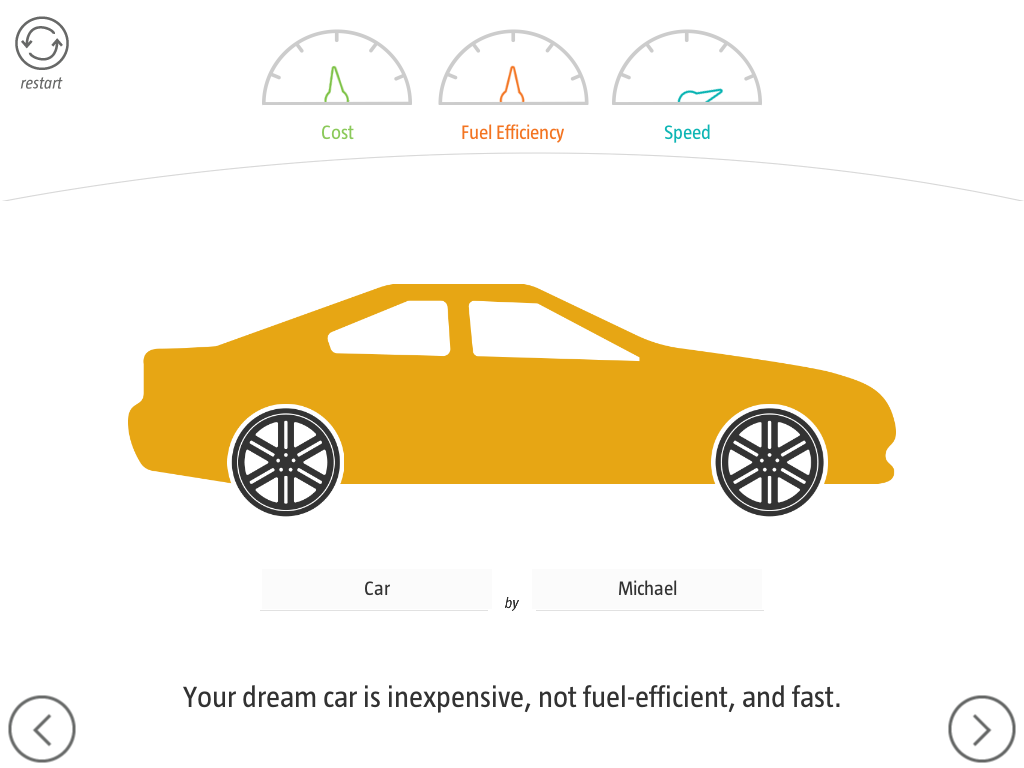 restart
Cost
Fuel Efficiency
Speed
Car
by
Michael
Your dream car is inexpensive, not fuel-efficient, and fast.